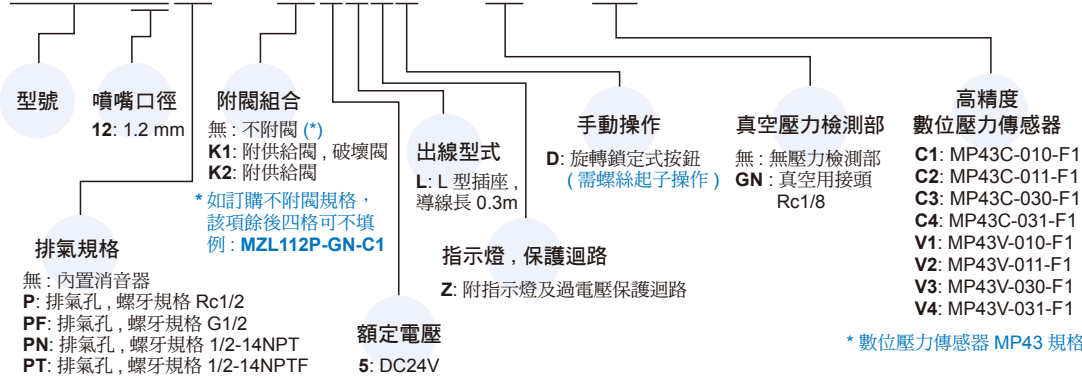 型號
噴嘴口徑
12: 1.2 mm
附閥組合
無 : 不附閥 (*)
K1: 附供給閥 , 破壞閥
K2: 附供給閥
* 如訂購不附閥規格，
該項餘後四格可不填
例 : MZL112P-GN-C1
排氣規格
無 : 內置消音器
P: 排氣孔 , 螺牙規格 Rc1/2
PF: 排氣孔 , 螺牙規格 G1/2
PN: 排氣孔 , 螺牙規格 1/2-14NPT
PT: 排氣孔 , 螺牙規格 1/2-14NPTF
額定電壓
5: DC24V
出線型式
L: L 型插座 ,
導線長 0.3m
指示燈 , 保護迴路
Z: 附指示燈及過電壓保護迴路
手動操作
D: 旋轉鎖定式按鈕
( 需螺絲起子操作 )
真空壓力檢測部
無 : 無壓力檢測部
GN : 真空用接頭
Rc1/8
高精度
數位壓力傳感器
C1: MP43C-010-F1
C2: MP43C-011-F1
C3: MP43C-030-F1
C4: MP43C-031-F1
V1: MP43V-010-F1
V2: MP43V-011-F1
V3: MP43V-030-F1
V4: MP43V-031-F1
* 數位壓力傳感器 MP43 規格